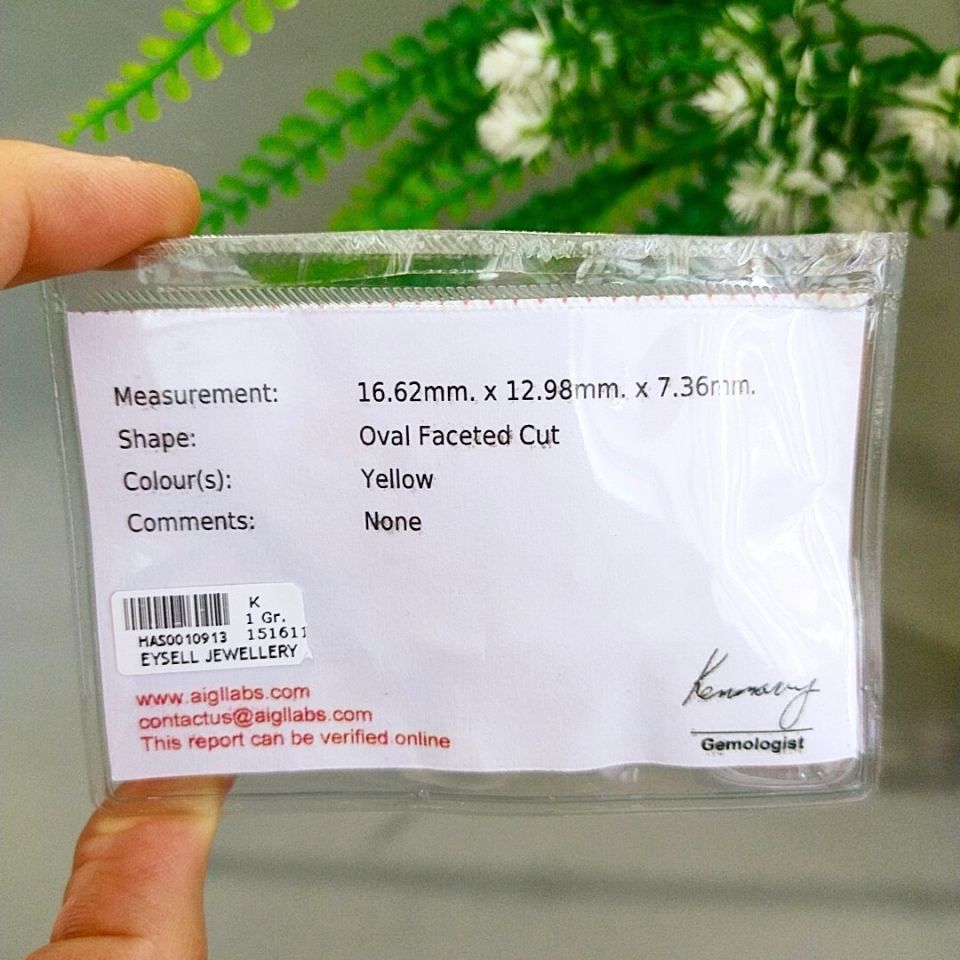 Measurement: 16.62mm. x 12.98mm. x 7.36mm.
Shape: Oval Faceted Cut
Colour(s): Yellow
Comments: None
K
1 Gr.
HAS0010913 151611
EYSELL JEWELLERY
www.aigllabs.com
contactus@aigllabs.com
This report can be verified online
Gemologist